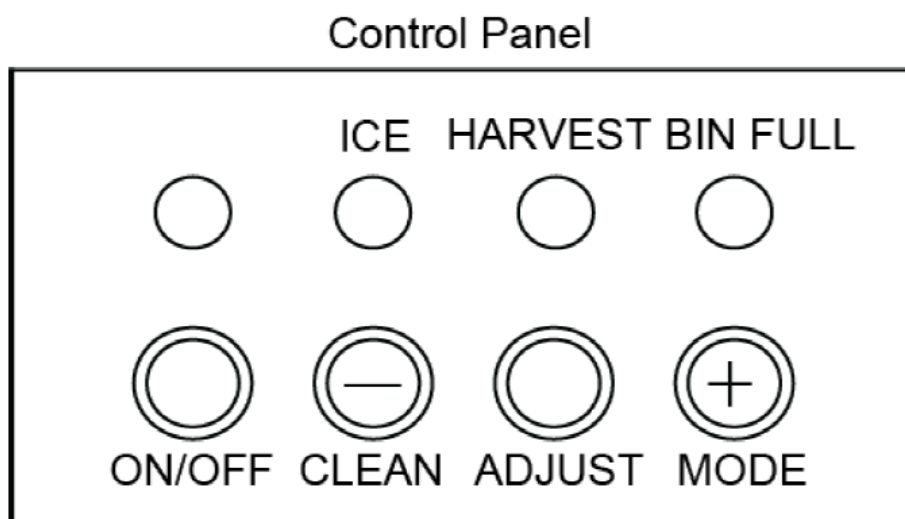 Control Panel
ICE HARVEST BIN FULL
− +
ON/OFF CLEAN ADJUST MODE